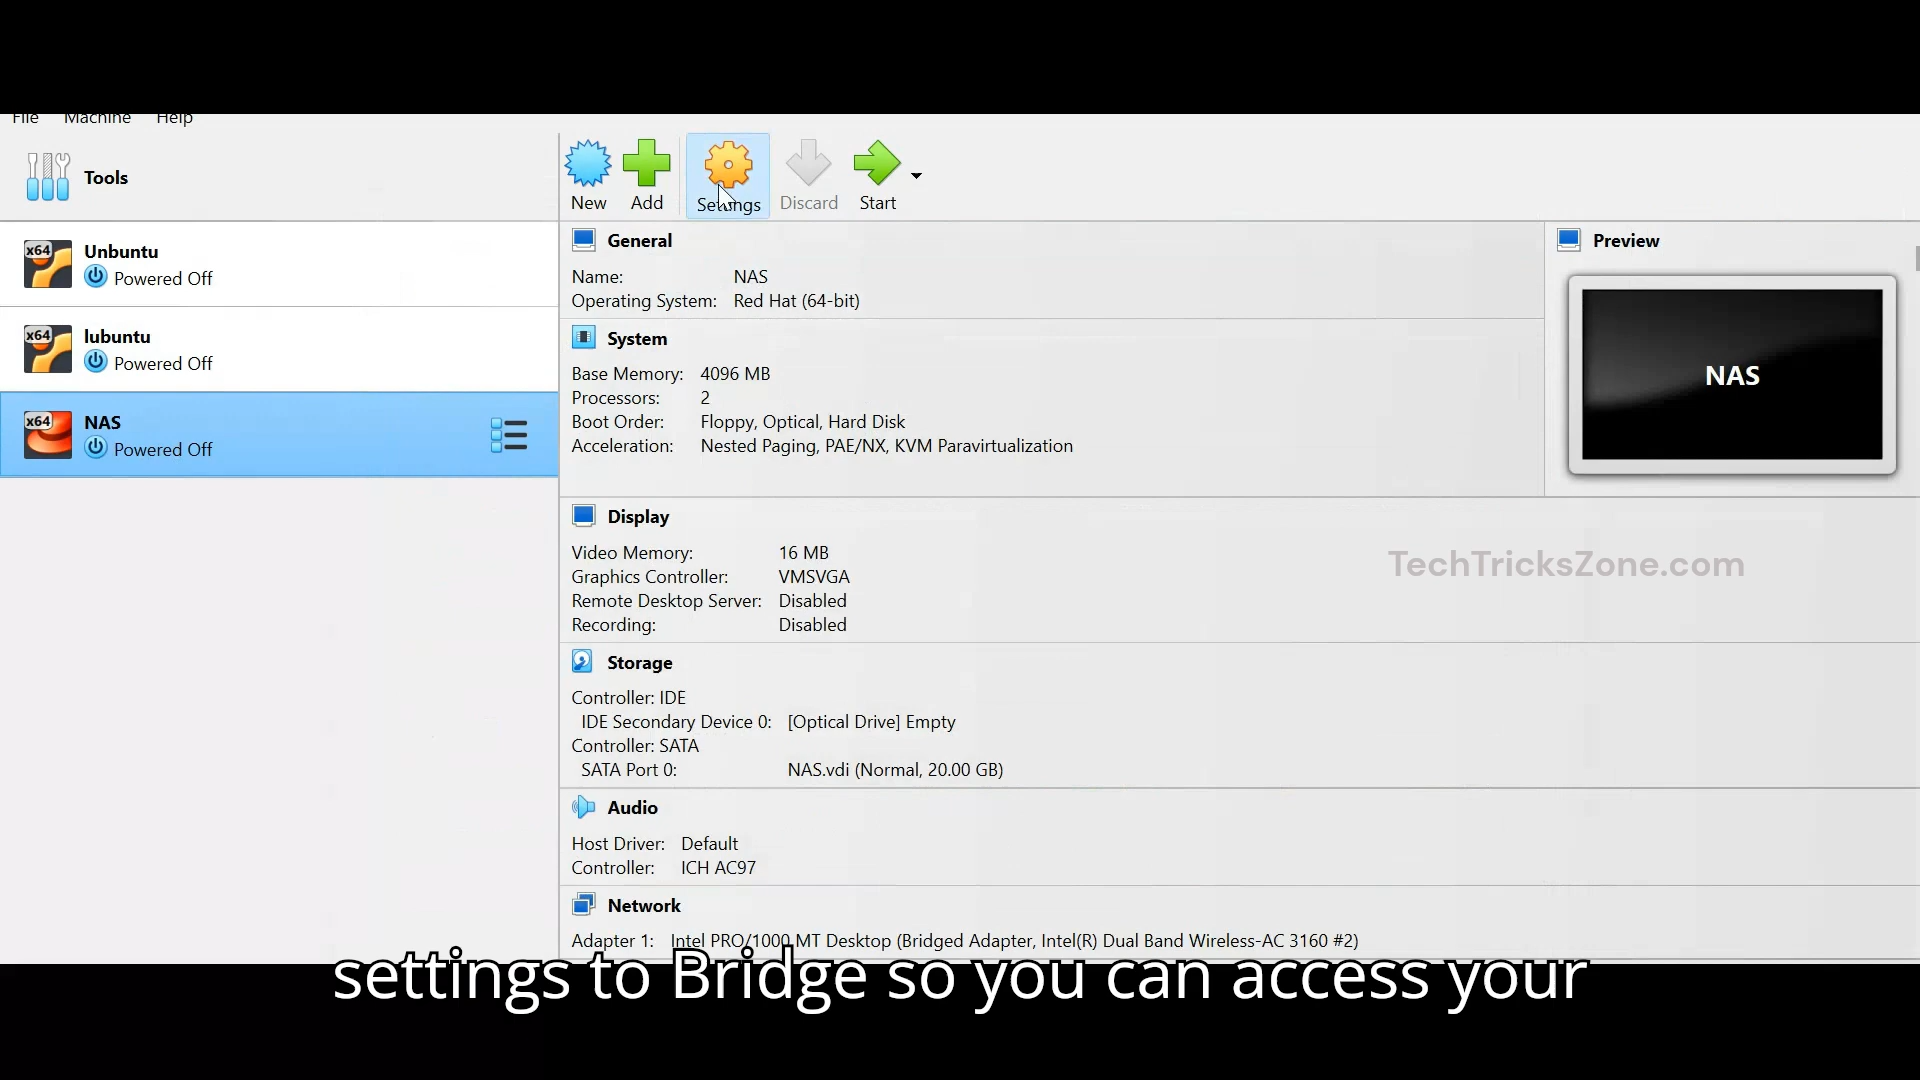 File Machine Help
Tools
New Add Settings Discard Start
x64 Unbuntu
Powered Off
x64 lubuntu
Powered Off
x64 NAS
Powered Off
General
Name: NAS
Operating System: Red Hat (64-bit)
Preview
NAS
System
Base Memory: 4096 MB
Processors: 2
Boot Order: Floppy, Optical, Hard Disk
Acceleration: Nested Paging, PAE/NX, KVM Paravirtualization
Display
Video Memory: 16 MB
Graphics Controller: VMSVGA
Remote Desktop Server: Disabled
Recording: Disabled
TechTricksZone.com
Storage
Controller: IDE
IDE Secondary Device 0: [Optical Drive] Empty
Controller: SATA
SATA Port 0: NAS.vdi (Normal, 20.00 GB)
Audio
Host Driver: Default
Controller: ICH AC97
Network
Adapter 1: Intel PRO/1000 MT Desktop (Bridged Adapter, Intel(R) Dual Band Wireless-AC 3160 #2)
settings to Bridge so you can access your